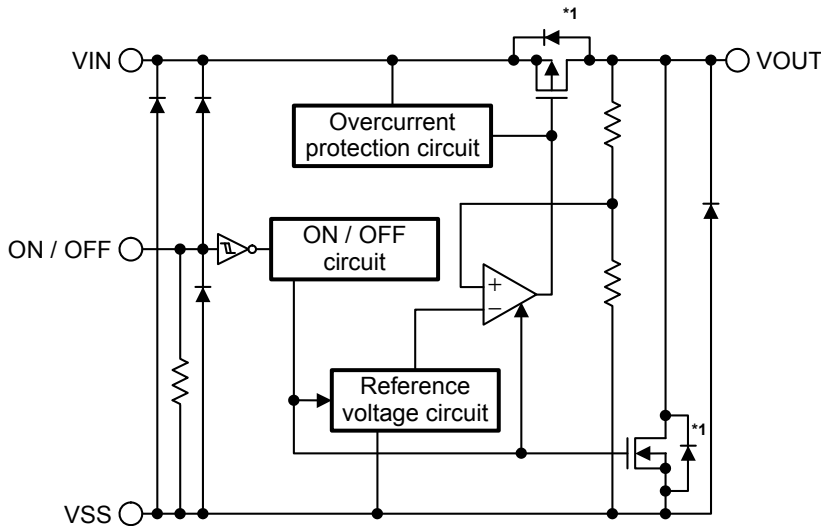 *1
VIN
VOUT
Overcurrent
protection circuit
ON / OFF
ON / OFF
circuit
+
−
Reference
voltage circuit
*1
VSS